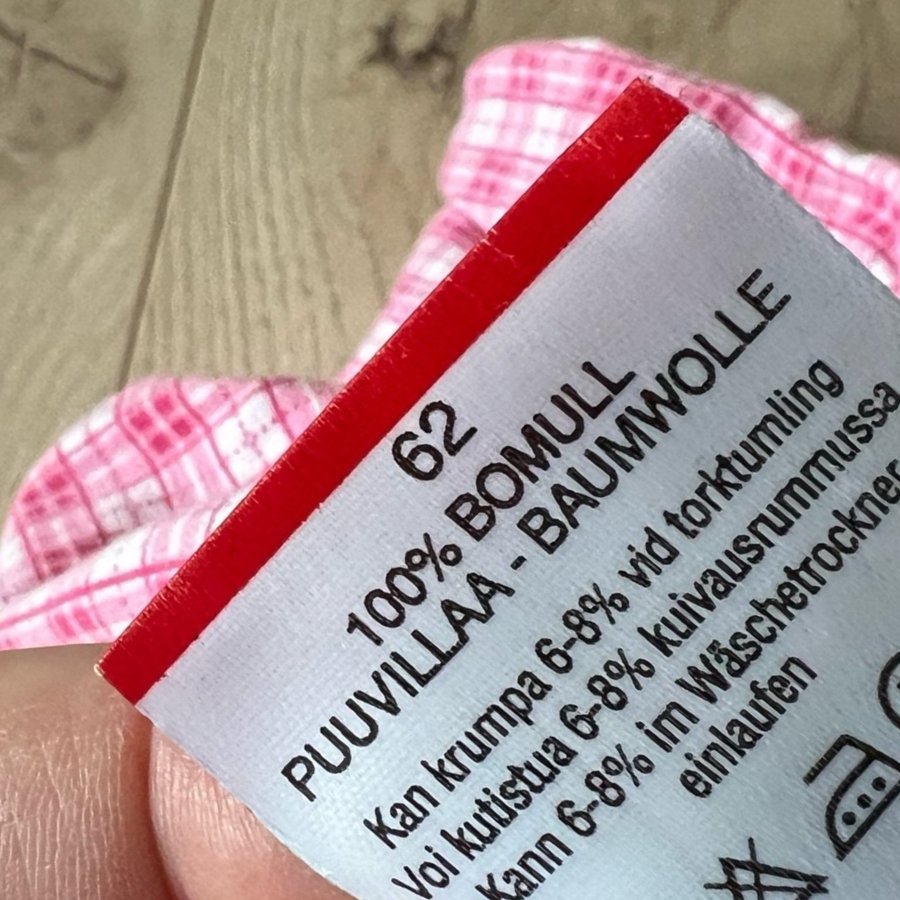 62
100% BOMULL
PUUVILLAA - BAUMWOLLE
Kan krumpa 6-8% vid torktumling
Voi kutistua 6-8% kuivausrummussa
Kann 6-8% im Wäschetrockner
einlaufen